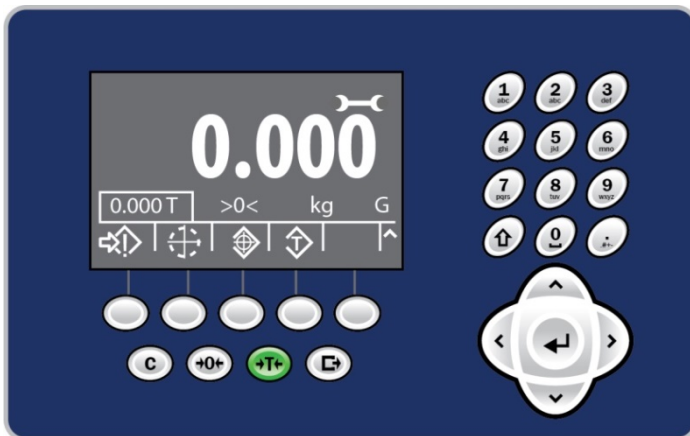 0.000
0.000 T >0< kg G
T
C →0← →T←
1 2 3
abc abc def
4 5 6
ghi jkl mno
7 8 9
pqrs tuv
0 .